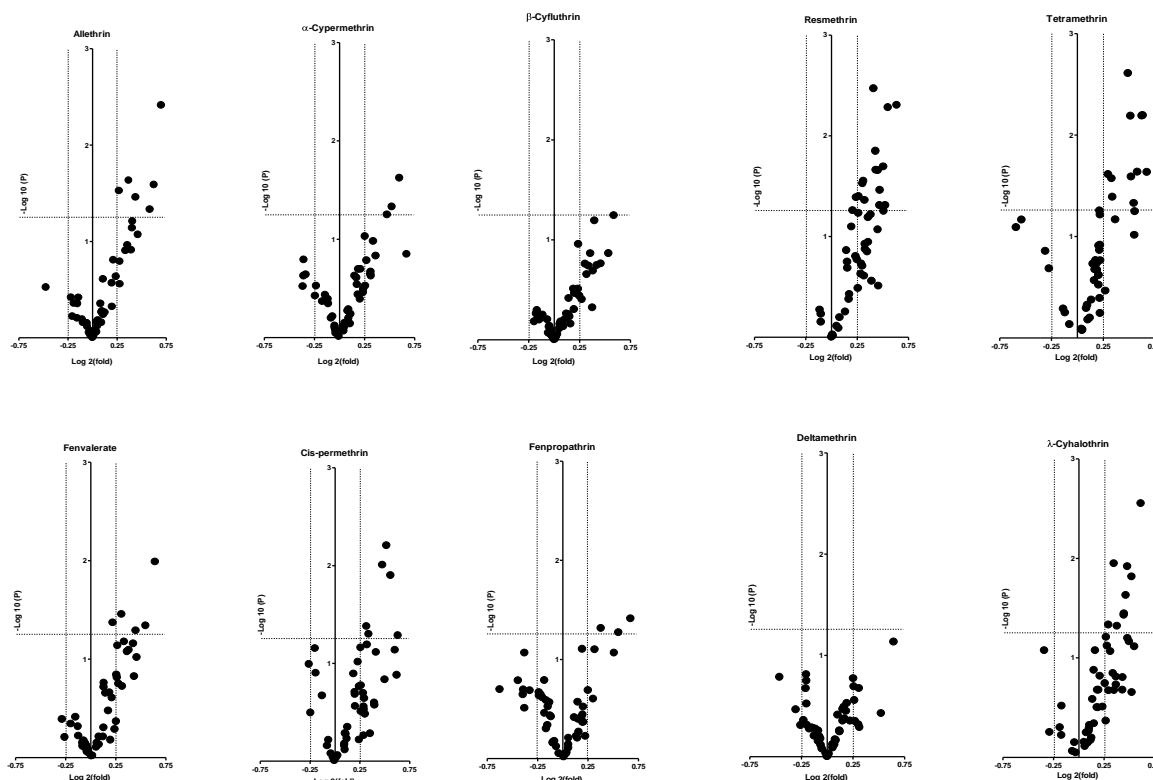 Allethrin
3
2
1
-Log 10 (P)
-0.75
-0.25
0.25
0.75
Log 2(fold)
α-Cypermethrin
3
2
1
-Log 10 (P)
-0.75
-0.25
0.25
0.75
Log 2(fold)
β-Cyfluthrin
3
2
1
-Log 10 (P)
-0.75
-0.25
0.25
0.75
Log 2(fold)
Resmethrin
3
2
1
-Log 10 (P)
-0.75
-0.25
0.25
0.75
Log 2(fold)
Tetramethrin
3
2
1
-Log 10 (P)
-0.75
-0.25
0.25
Log 2(fold)
Fenvalerate
3
2
1
-Log 10 (P)
-0.75
-0.25
0.25
0.75
Log 2(fold)
Cis-permethrin
3
2
1
-Log 10 (P)
-0.75
-0.25
0.25
0.75
Fenpropathrin
3
2
1
-Log 10 (P)
-0.75
-0.25
0.25
0.75
Log 2(fold)
Deltamethrin
3
2
1
-Log 10 (P)
-0.75
-0.25
0.25
0.75
Log 2(fold)
λ-Cyhalothrin
3
2
1
-Log 10 (P)
-0.75
-0.25
0.25
Log 2(fold)